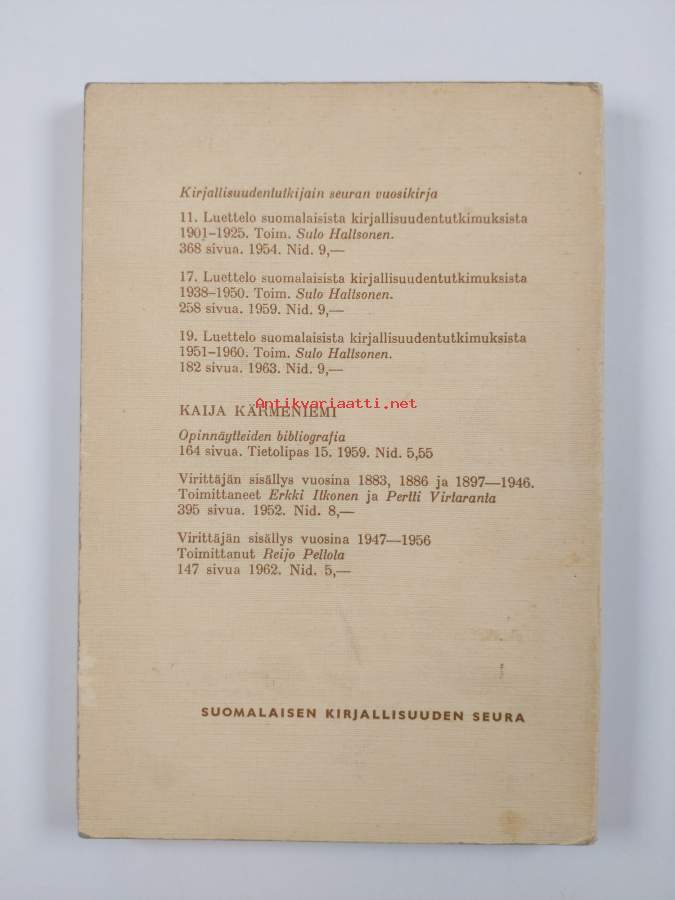 Kirjallisuudentutkijain seuran vuosikirja
11. Luettelo suomalaisista kirjallisuudentutkimuksista
1901–1925. Toim. Sulo Haltsonen.
368 sivua. 1954. Nid. 9,—
17. Luettelo suomalaisista kirjallisuudentutkimuksista
1938–1950. Toim. Sulo Haltsonen.
258 sivua. 1959. Nid. 9,—
19. Luettelo suomalaisista kirjallisuudentutkimuksista
1951–1960. Toim. Sulo Haltsonen.
182 sivua. 1963. Nid. 9,—
Antikvariaatti.net
KAIJA KÄRMENIEMI
Opinnäytteiden bibliografia
164 sivua. Tietolipas 15. 1959. Nid. 5,55
Virittäjän sisällys vuosina 1883, 1886 ja 1897—1946.
Toimittaneet Erkki Itkonen ja Pertti Virtaranta
395 sivua. 1952. Nid. 8,—
Virittäjän sisällys vuosina 1947—1956
Toimittanut Reijo Pellola
147 sivua 1962. Nid. 5,—
SUOMALAISEN KIRJALLISUUDEN SEURA